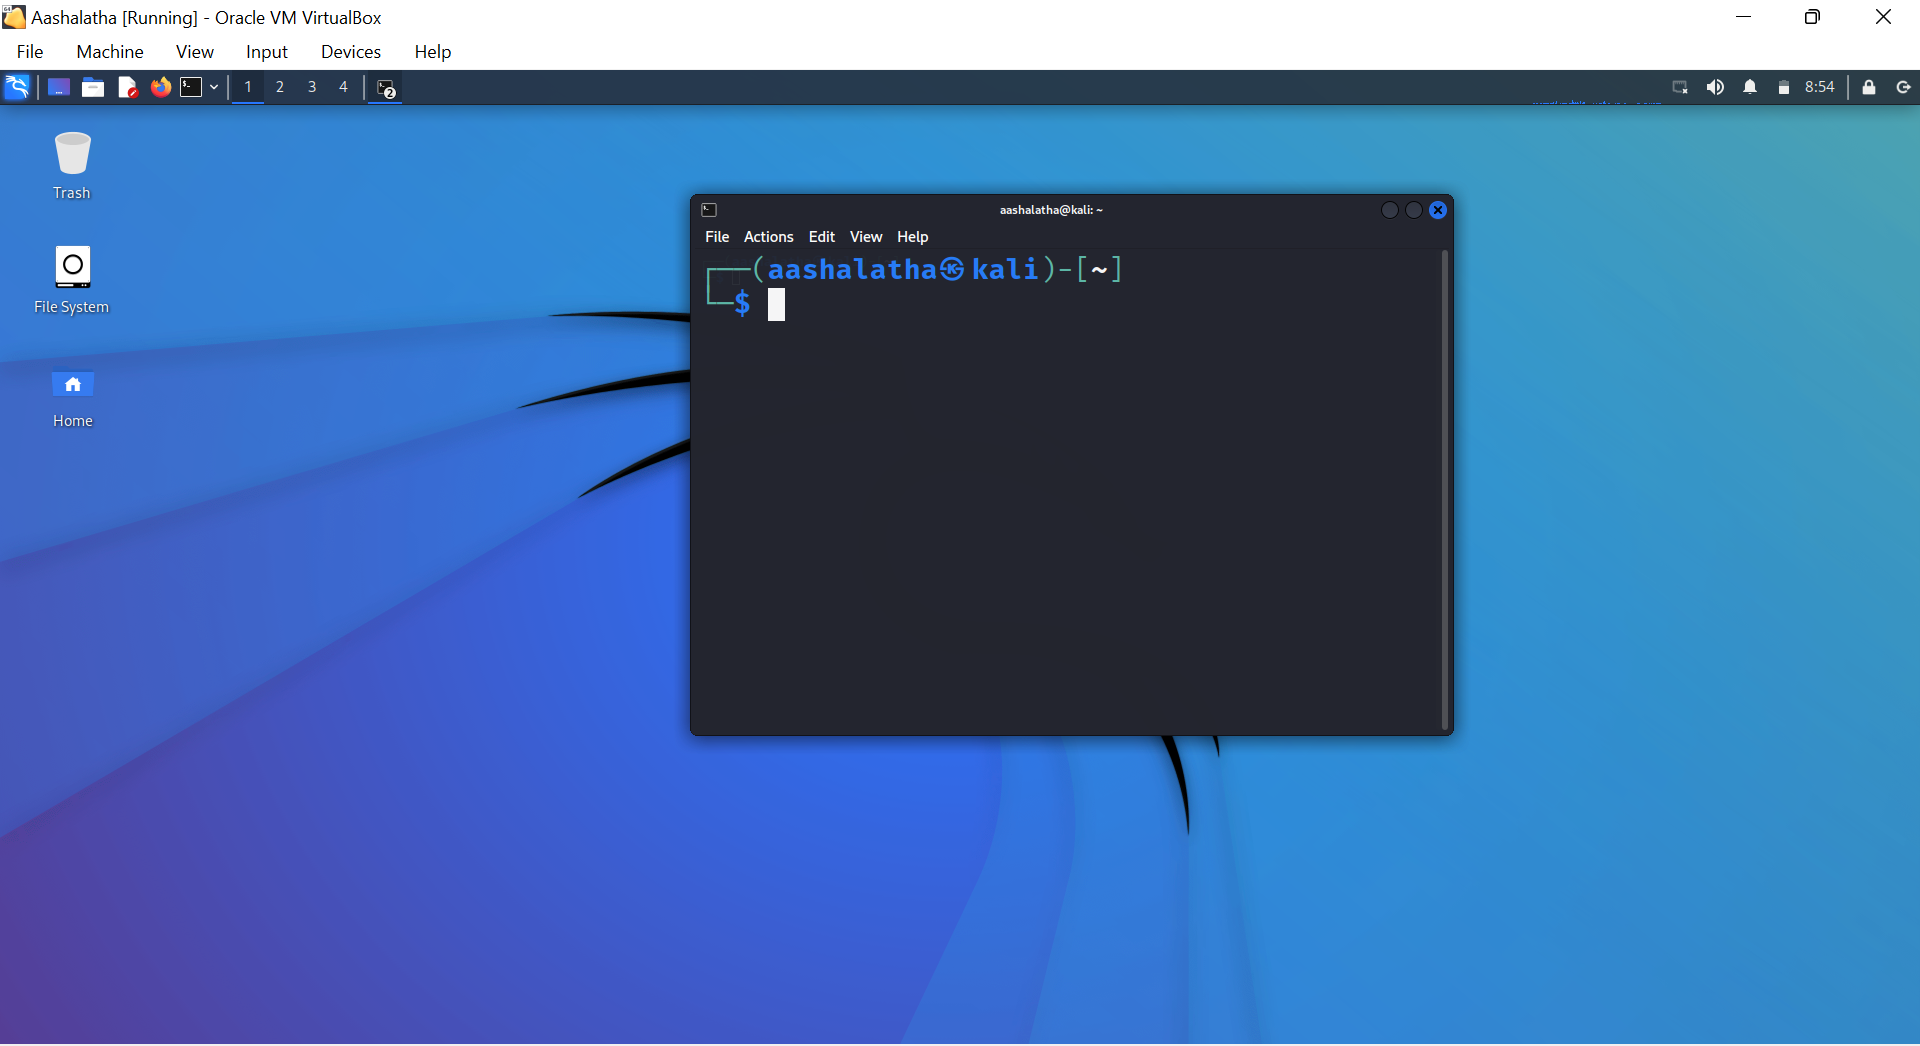 Aashalatha [Running] - Oracle VM VirtualBox
File Machine View Input Devices Help
1 2 3 4 2 8:54
Trash
File System
Home
aashalatha@kali: ~
File Actions Edit View Help
┌──(aashalatha㉿kali)-[~]
└─$